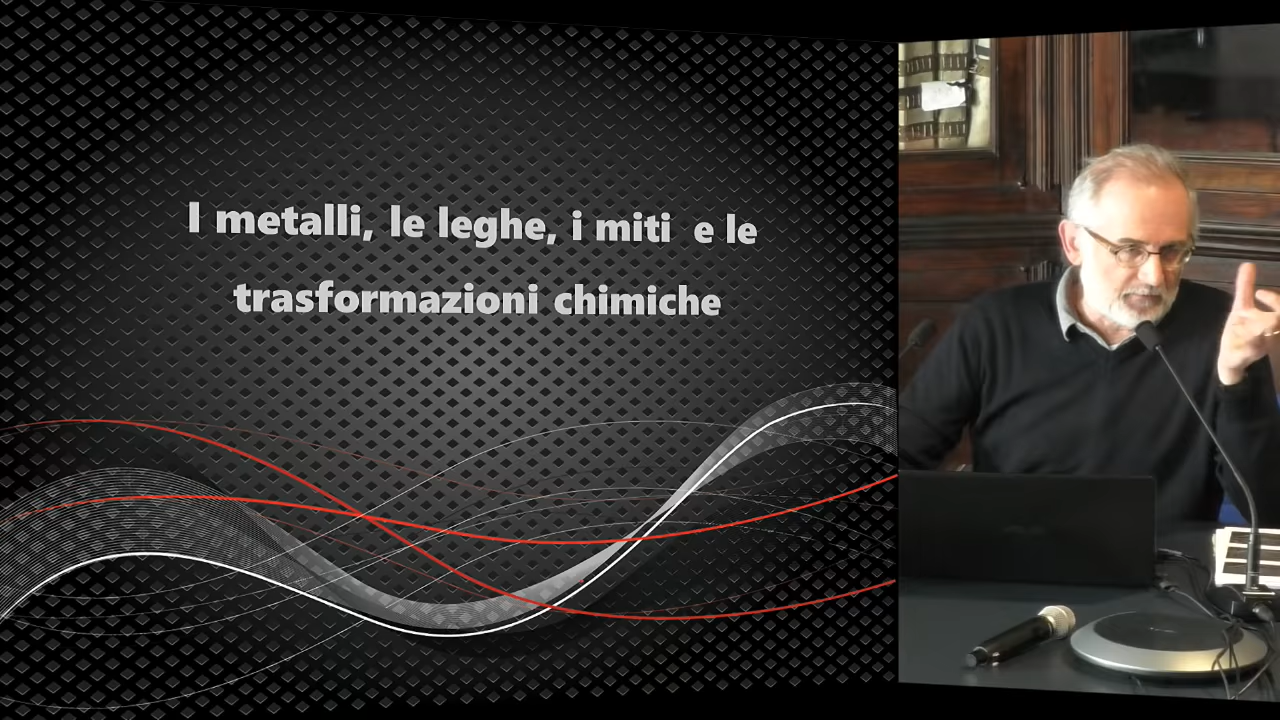 I metalli, le leghe, i miti e le
trasformazioni chimiche